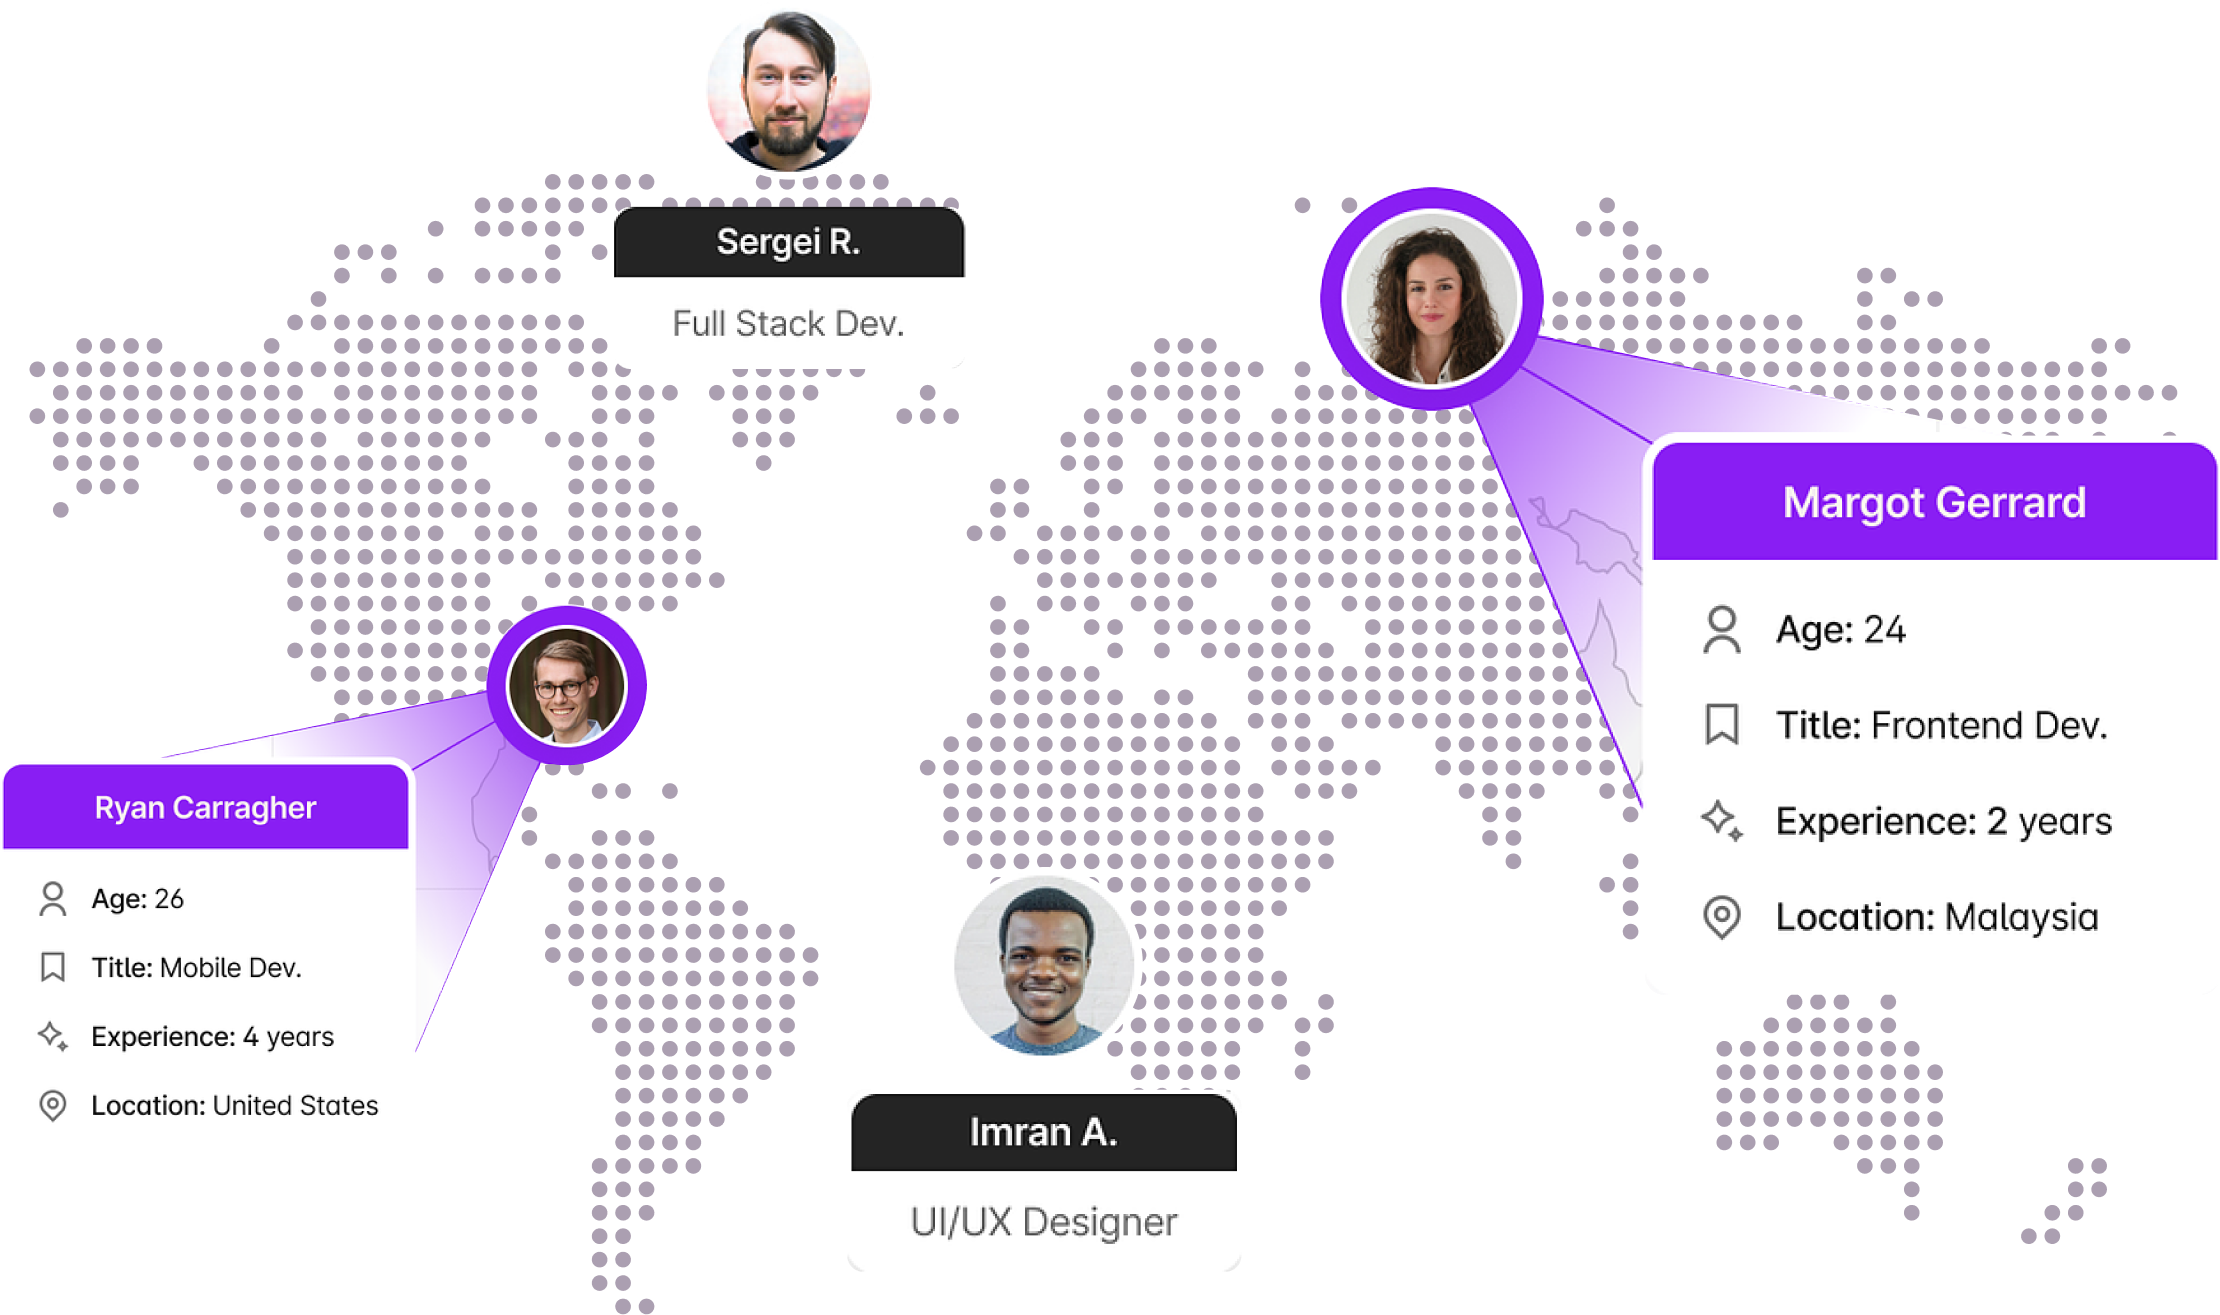 Sergei R.
Full Stack Dev.
Margot Gerrard
Age: 24
Title: Frontend Dev.
Experience: 2 years
Location: Malaysia
Ryan Carragher
Age: 26
Title: Mobile Dev.
Experience: 4 years
Location: United States
Imran A.
UI/UX Designer